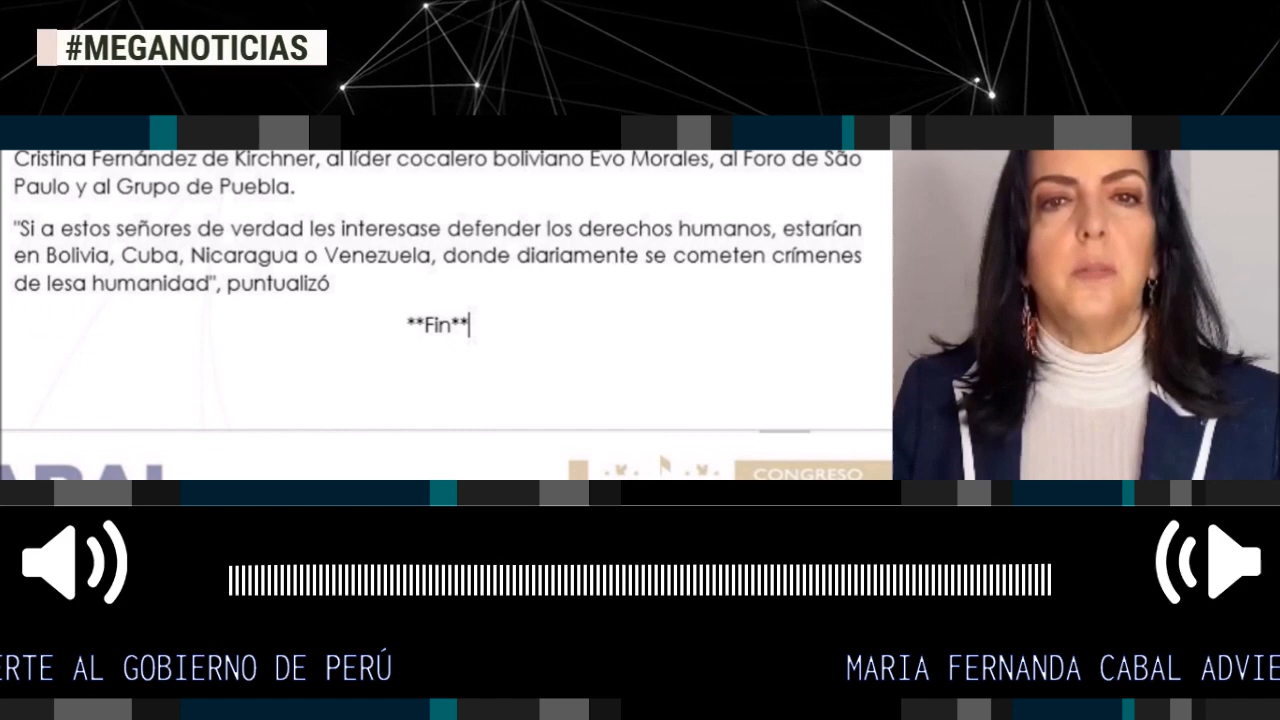 #MEGANOTICIAS
Cristina Fernández de Kirchner, al líder cocalero boliviano Evo Morales, al Foro de São
Paulo y al Grupo de Puebla.
"Si a estos señores de verdad les interesase defender los derechos humanos, estarían
en Bolivia, Cuba, Nicaragua o Venezuela, donde diariamente se cometen crímenes
de lesa humanidad", puntualizó
**Fin**
CONGRESO
ERTE AL GOBIERNO DE PERÚ
MARIA FERNANDA CABAL ADVIE